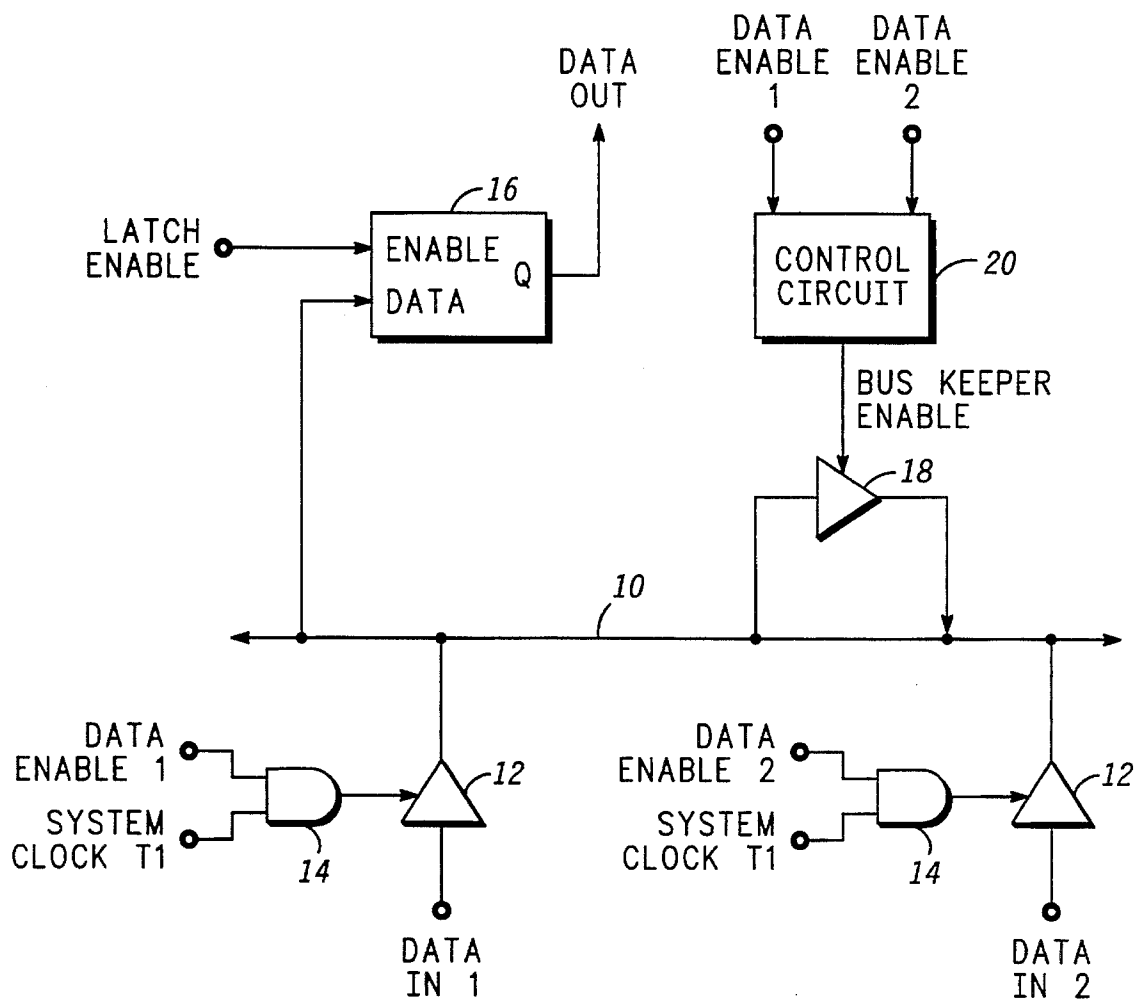 DATA
ENABLE
1
DATA
ENABLE
2
DATA
OUT
16
LATCH
ENABLE
ENABLE
Q
DATA
CONTROL
CIRCUIT
20
BUS KEEPER
ENABLE
18
10
DATA
ENABLE 1
12
SYSTEM
CLOCK T1
14
DATA
IN 1
DATA
ENABLE 2
12
SYSTEM
CLOCK T1
14
DATA
IN 2